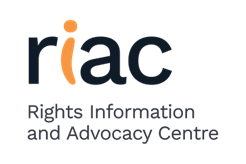 riac
Rights Information
and Advocacy Centre